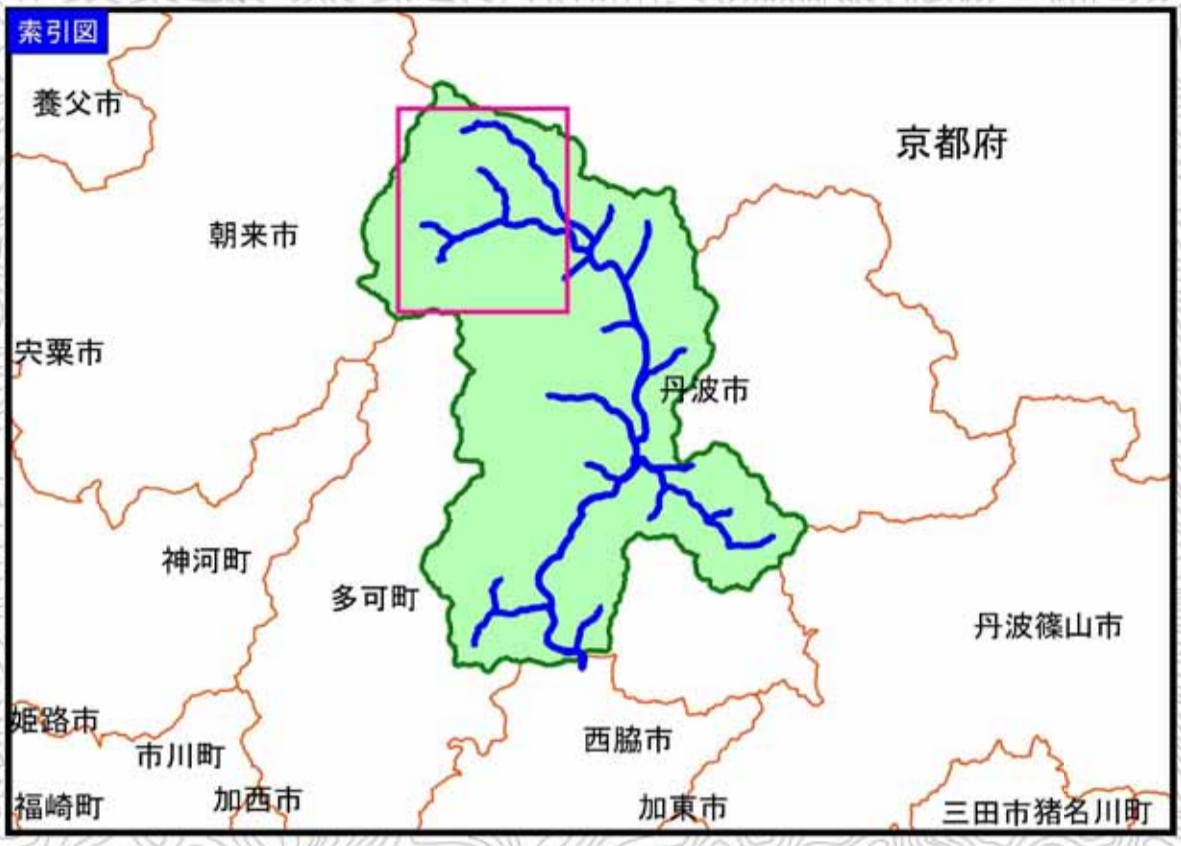 索引図
養父市
京都府
朝来市
宍粟市
丹波市
神河町
多可町
丹波篠山市
姫路市
西脇市
市川町
加西市
福崎町
加東市
三田市猪名川町